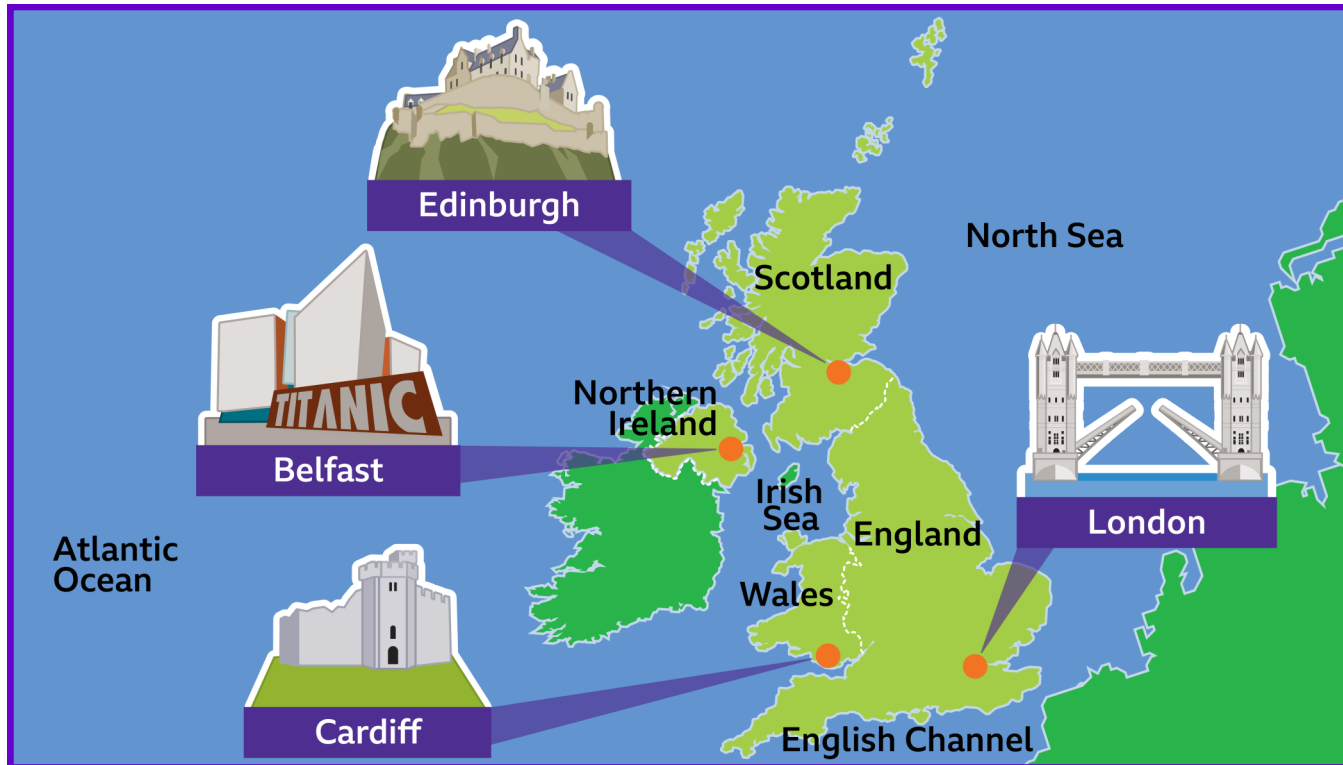 Edinburgh
North Sea
Scotland
TITANIC
Northern
Ireland
Belfast
Irish
Sea
England
London
Atlantic
Ocean
Wales
Cardiff
English Channel